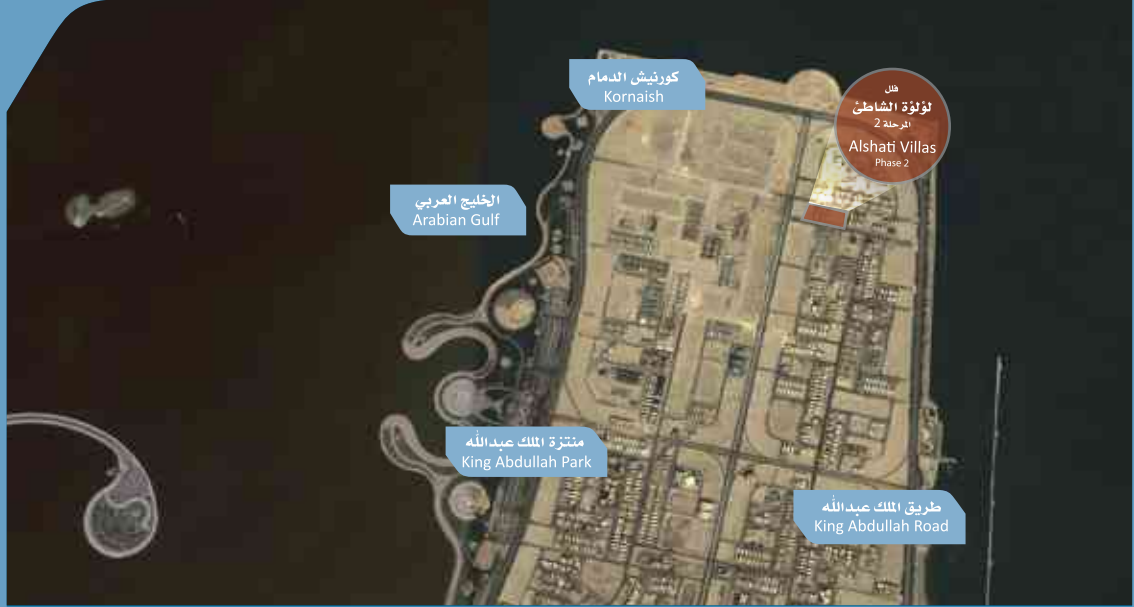 كورنيش الدمام
Kornaish
فلل
لؤلؤة الشاطئ
المرحلة 2
Alshati Villas
Phase 2
الخليج العربي
Arabian Gulf
منتزة الملك عبدالله
King Abdullah Park
طريق الملك عبدالله
King Abdullah Road